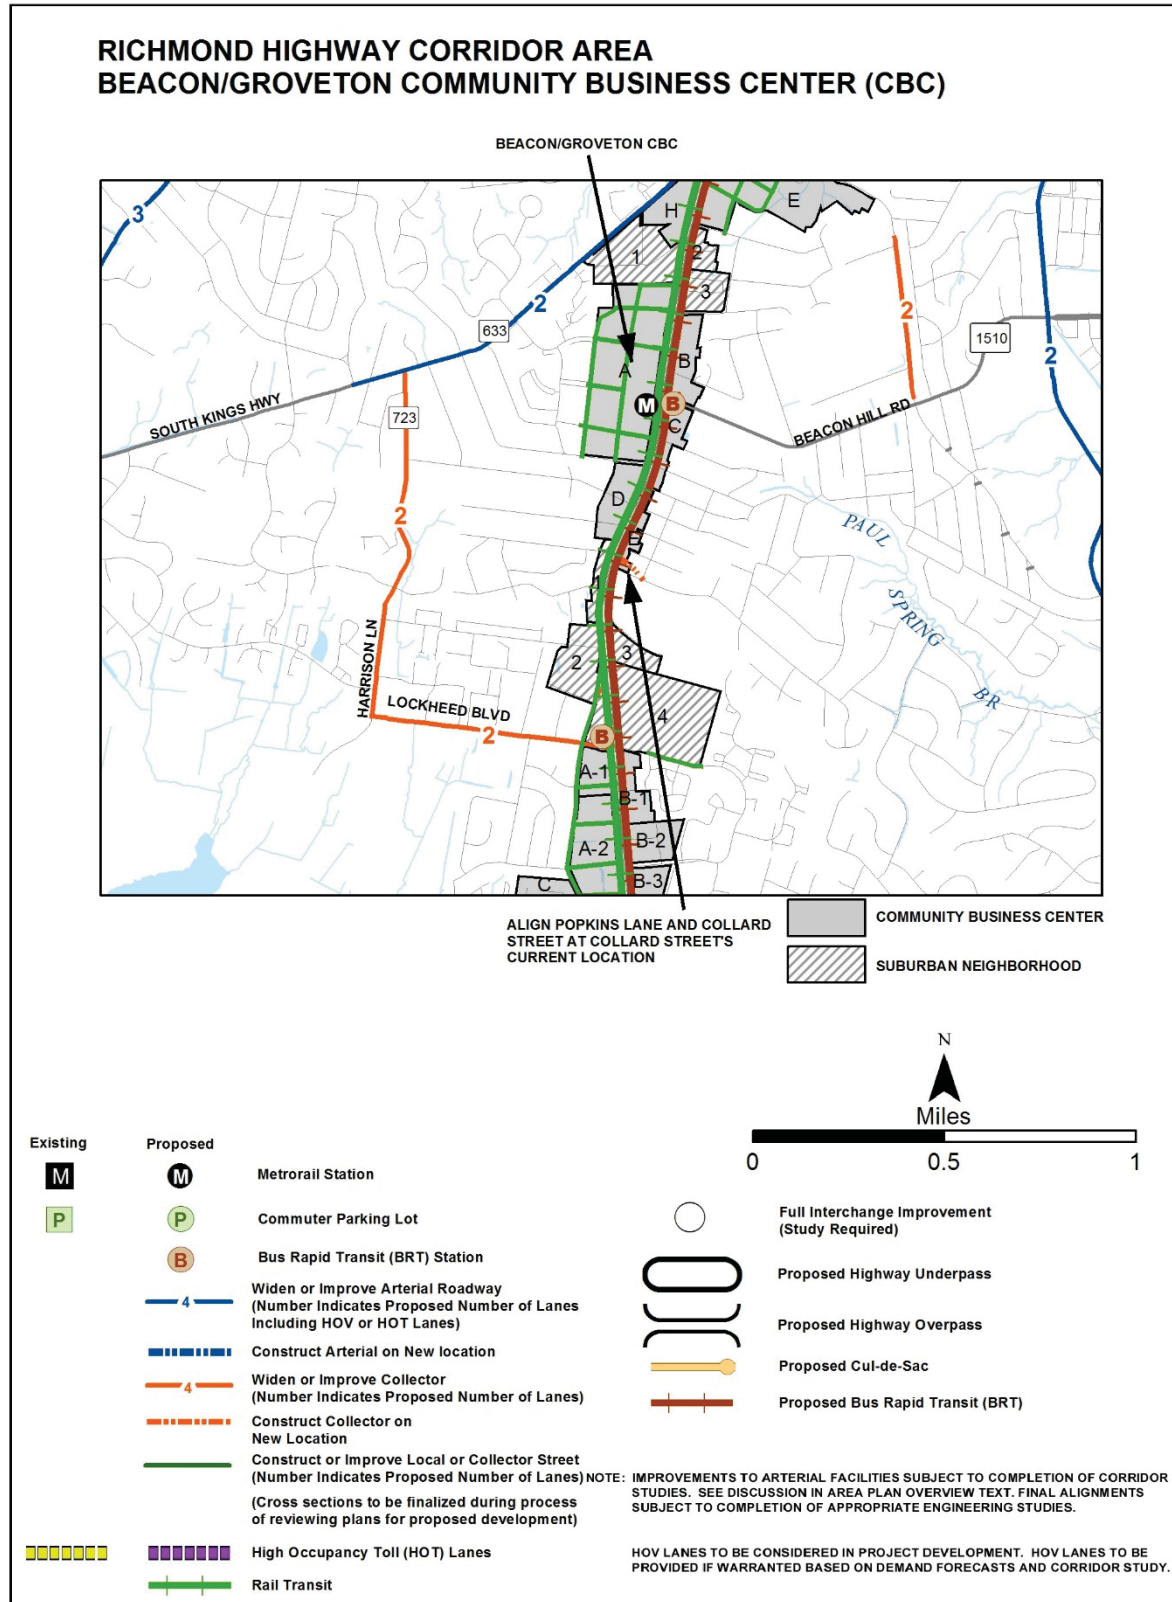 RICHMOND HIGHWAY CORRIDOR AREA
BEACON/GROVETON COMMUNITY BUSINESS CENTER (CBC)
BEACON/GROVETON CBC
3
H
E
1
2
3
2
2
2
633
1510
A
B
SOUTH KINGS HWY
723
M
B
C
BEACON HILL RD
D
2
E
PAUL
SPRING
BR
1
HARRISON LN
2
3
4
LOCKHEED BLVD
2
B
A-1
B-1
A-2
B-2
C
B-3
ALIGN POPKINS LANE AND COLLARD
STREET AT COLLARD STREET'S
CURRENT LOCATION
COMMUNITY BUSINESS CENTER
SUBURBAN NEIGHBORHOOD
N
Miles
0 0.5 1
Existing Proposed
M M Metrorail Station
P P Commuter Parking Lot
B Bus Rapid Transit (BRT) Station
4 Widen or Improve Arterial Roadway
(Number Indicates Proposed Number of Lanes
Including HOV or HOT Lanes)
Construct Arterial on New location
4 Widen or Improve Collector
(Number Indicates Proposed Number of Lanes)
Construct Collector on
New Location
Construct or Improve Local or Collector Street
(Number Indicates Proposed Number of Lanes)
(Cross sections to be finalized during process
of reviewing plans for proposed development)
High Occupancy Toll (HOT) Lanes
Rail Transit
Full Interchange Improvement
(Study Required)
Proposed Highway Underpass
Proposed Highway Overpass
Proposed Cul-de-Sac
Proposed Bus Rapid Transit (BRT)
NOTE: IMPROVEMENTS TO ARTERIAL FACILITIES SUBJECT TO COMPLETION OF CORRIDOR
STUDIES. SEE DISCUSSION IN AREA PLAN OVERVIEW TEXT. FINAL ALIGNMENTS
SUBJECT TO COMPLETION OF APPROPRIATE ENGINEERING STUDIES.
HOV LANES TO BE CONSIDERED IN PROJECT DEVELOPMENT. HOV LANES TO BE
PROVIDED IF WARRANTED BASED ON DEMAND FORECASTS AND CORRIDOR STUDY.